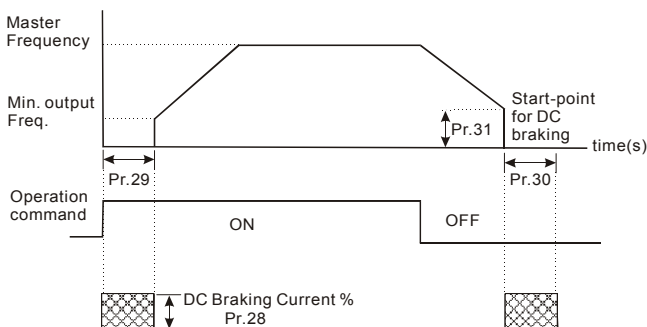 Master
Frequency
Min. output
Freq.
Pr.31
Start-point
for DC
braking
time(s)
Pr.29
Pr.30
Operation
command
ON
OFF
DC Braking Current %
Pr.28